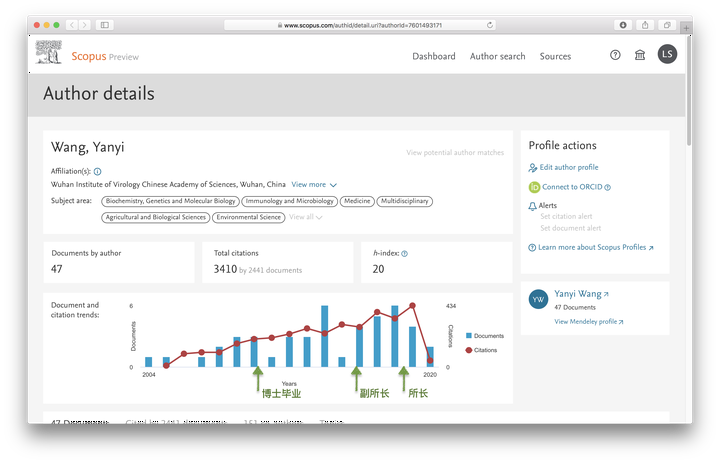 www.scopus.com/authid/detail.uri?authorId=7601493171
Scopus Preview
Dashboard Author search Sources
LS
Author details
Wang, Yanyi
View potential author matches
Affiliation(s):
Wuhan Institute of Virology Chinese Academy of Sciences, Wuhan, China View more
Subject area: Biochemistry, Genetics and Molecular Biology Immunology and Microbiology Medicine Multidisciplinary
Agricultural and Biological Sciences Environmental Science View all
Documents by author
47
Total citations
3410 by 2441 documents
h-index:
20
Document and
citation trends:
6
Documents
0
2004
Years
2020
434
Citations
0
Documents
Citations
博士毕业
副所长
所长
Profile actions
Edit author profile
iD Connect to ORCID
Alerts
Set citation alert
Set document alert
Learn more about Scopus Profiles
YW
Yanyi Wang
47 Documents
View Mendeley profile